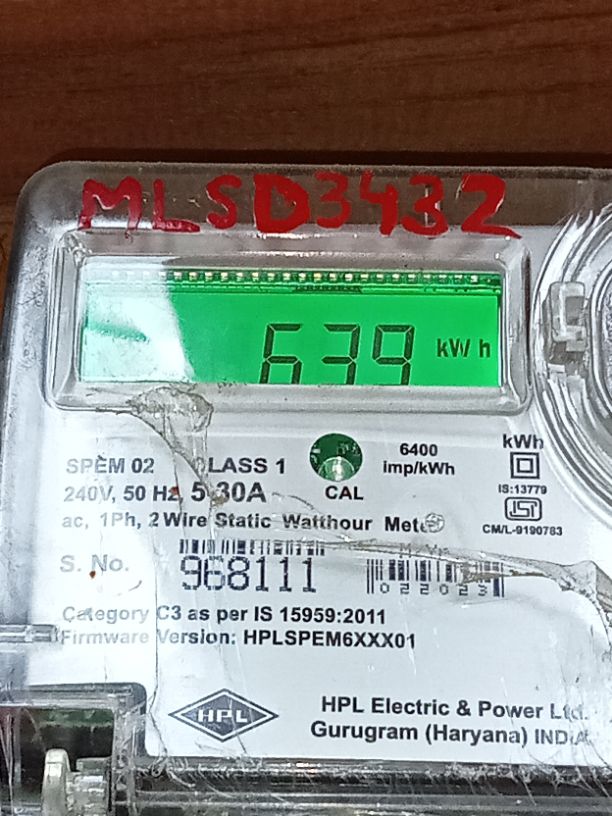 MLSD3432
639 kW h
SPEM 02 CLASS 1
240V, 50 Hz, 5-30A
ac, 1Ph, 2 Wire Static Watthour Meter
CAL
6400
imp/kWh
kWh
IS:13779
ISI
CM/L-9190783
S. No. 968111
M/Yr
022023
Category C3 as per IS 15959:2011
Firmware Version: HPLSPEM6XXX01
HPL
HPL Electric & Power Ltd.
Gurugram (Haryana) INDIA